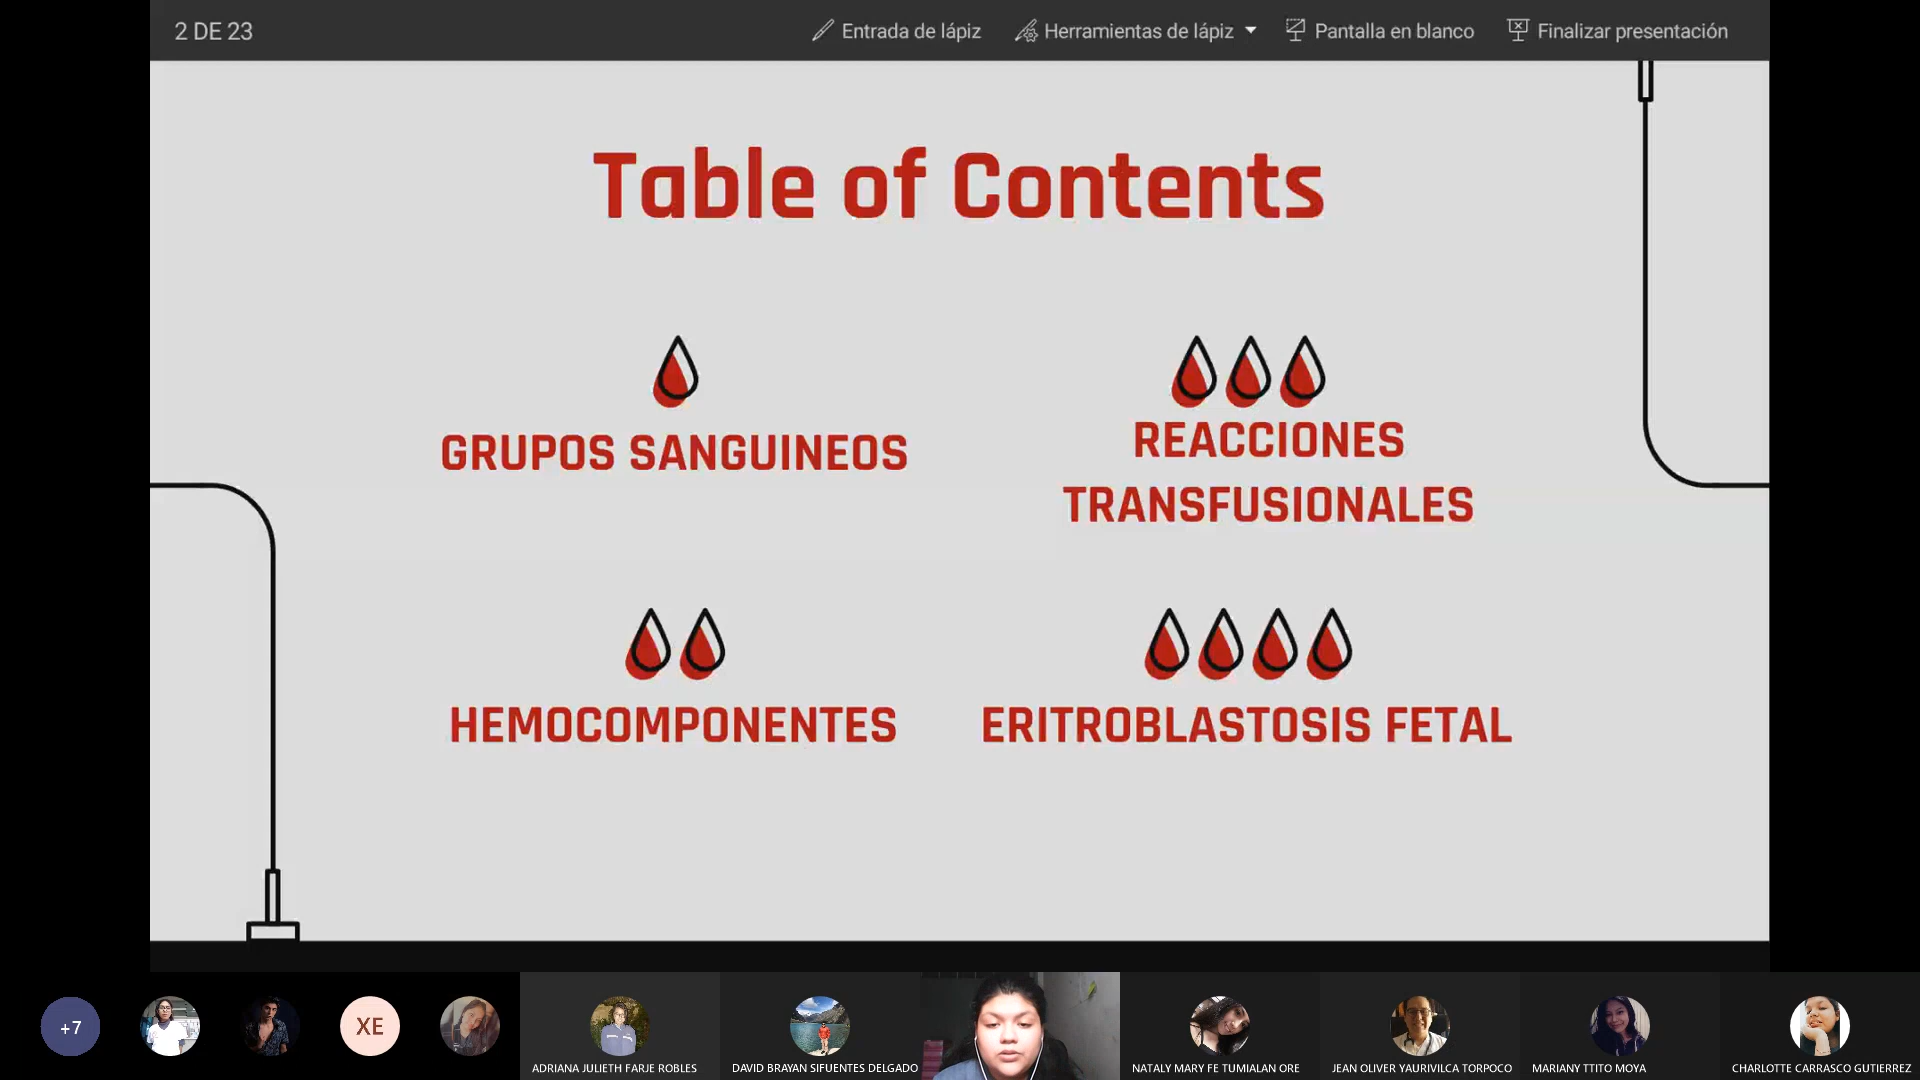 2 DE 23
Entrada de lápiz
Herramientas de lápiz
Pantalla en blanco
Finalizar presentación
Table of Contents
GRUPOS SANGUINEOS
REACCIONES
TRANSFUSIONALES
HEMOCOMPONENTES
ERITROBLASTOSIS FETAL
+7
XE
ADRIANA JULIETH FARJE ROBLES
DAVID BRAYAN SIFUENTES DELGADO
NATALY MARY FE TUMIALAN ORE
JEAN OLIVER YAURIVILCA TORPOCO
MARIANY TTITO MOYA
CHARLOTTE CARRASCO GUTIERREZ